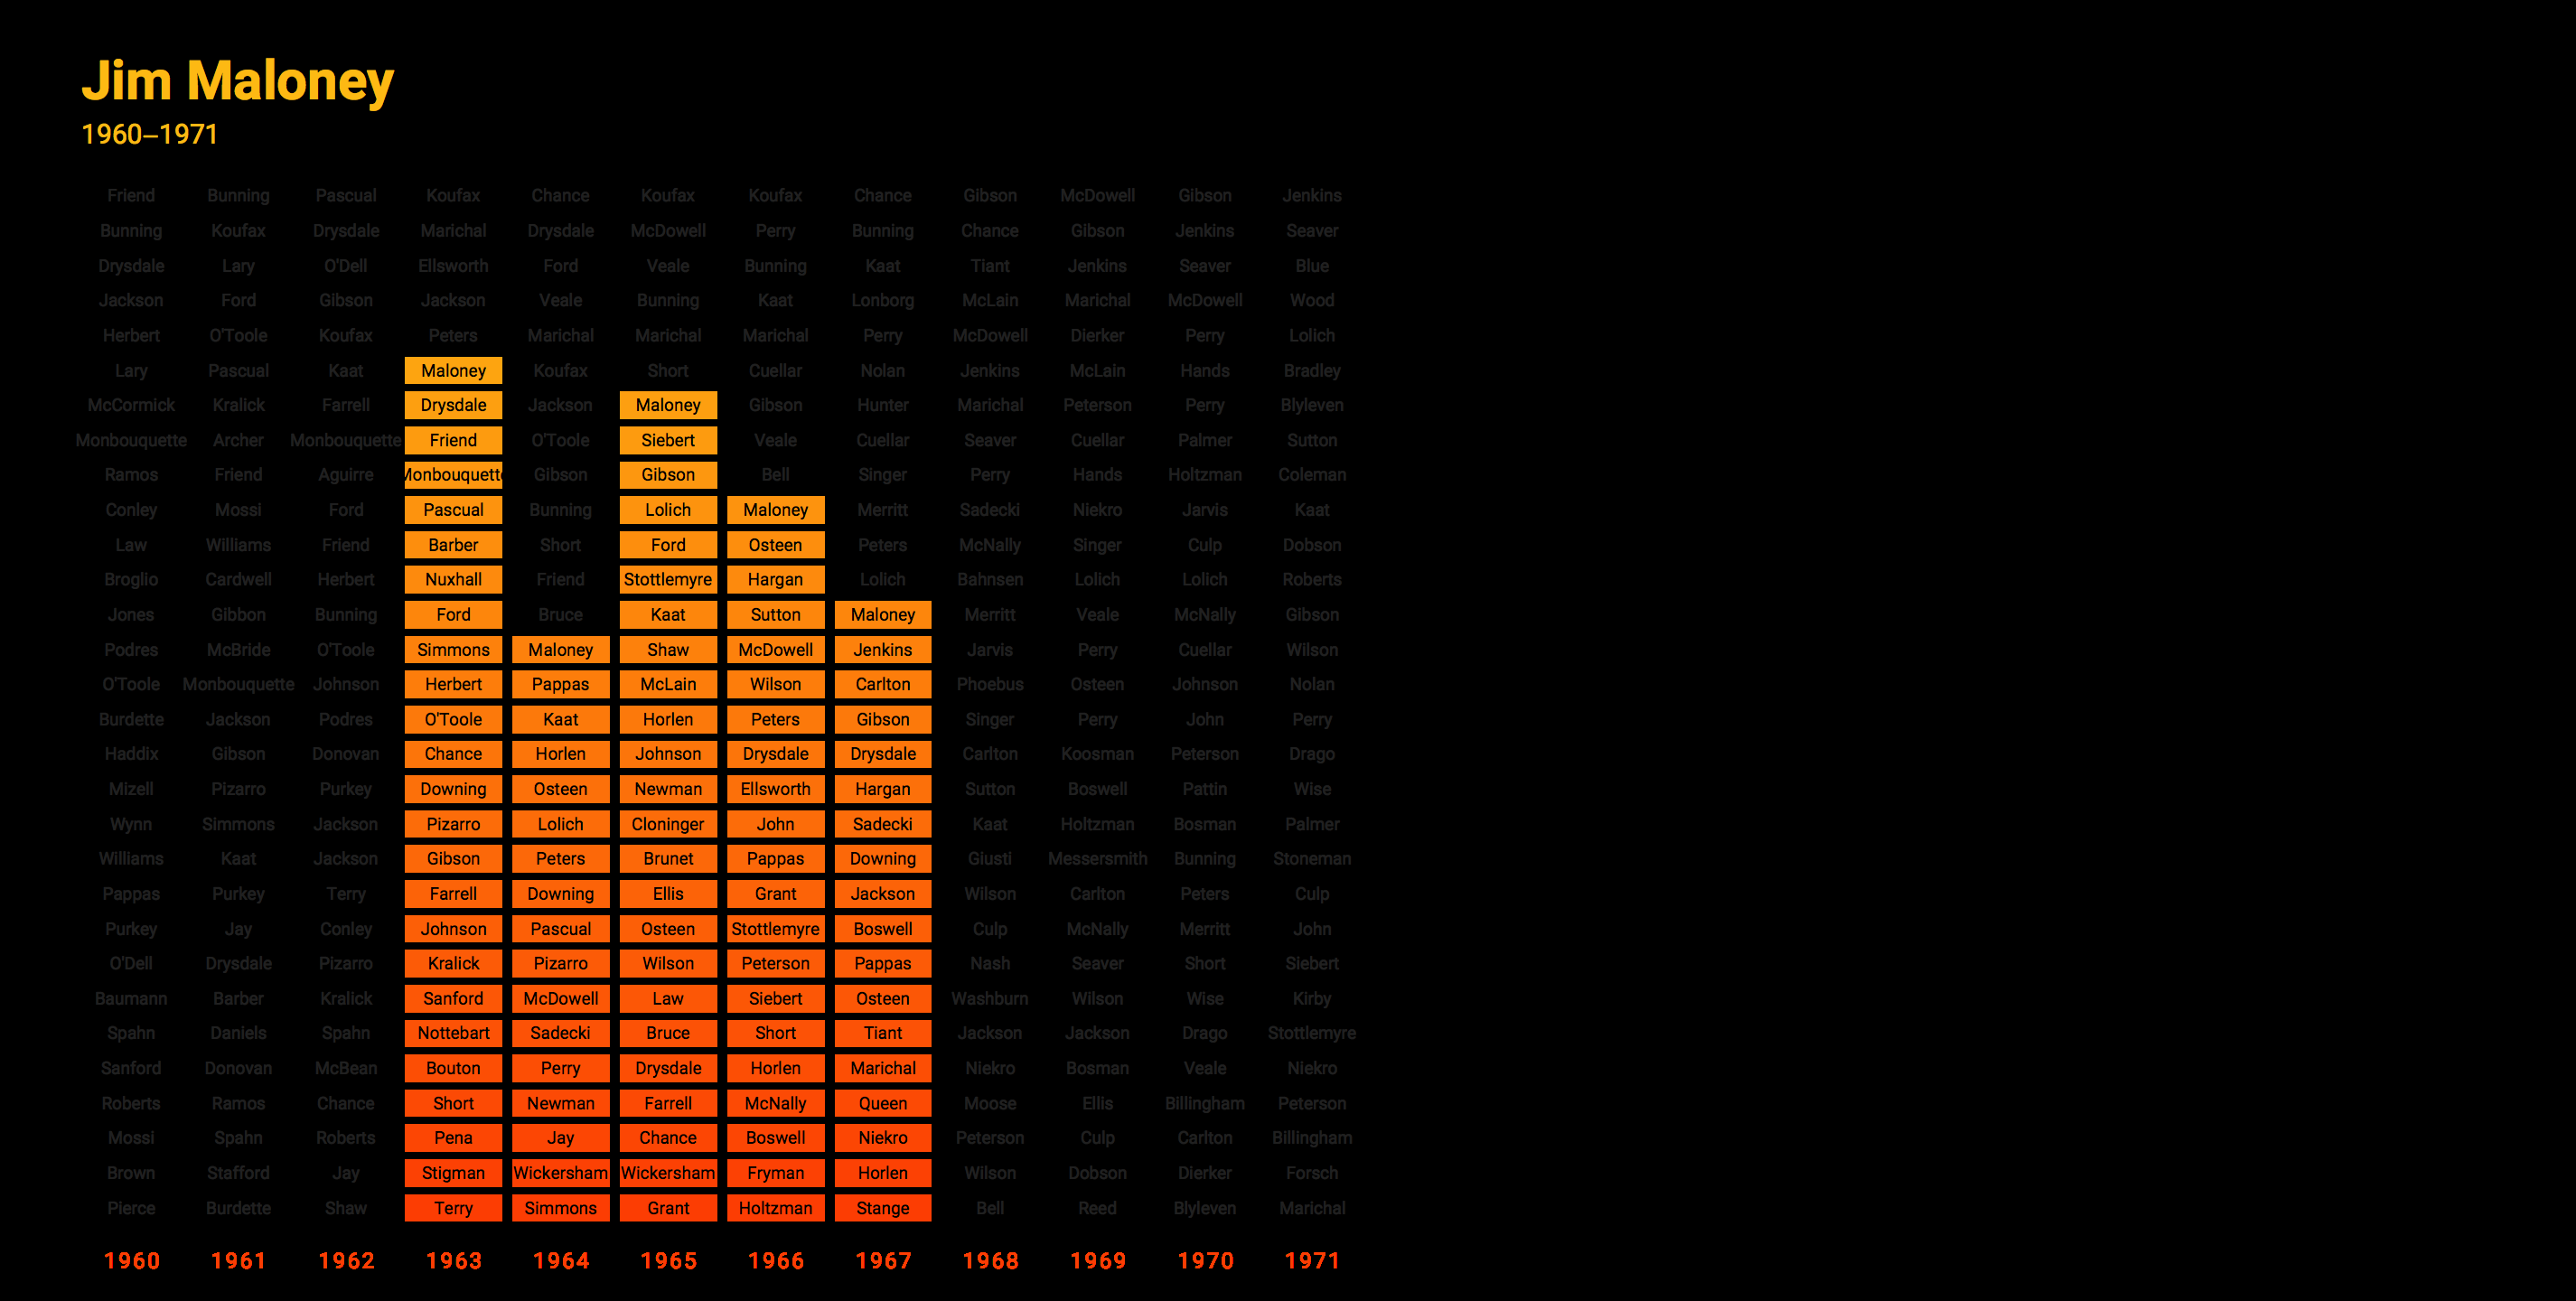 Jim Maloney
1960–1971
Friend Bunning Pascual Koufax Chance Koufax Koufax Chance Gibson McDowell Gibson Jenkins
Bunning Koufax Drysdale Marichal Drysdale McDowell Perry Bunning Chance Gibson Jenkins Seaver
Drysdale Lary O'Dell Ellsworth Ford Veale Bunning Kaat Tiant Jenkins Seaver Blue
Jackson Ford Gibson Jackson Veale Bunning Kaat Lonborg McLain Marichal McDowell Wood
Herbert O'Toole Koufax Peters Marichal Marichal Marichal Perry McDowell Dierker Perry Lolich
Lary Pascual Kaat Maloney Koufax Short Cuellar Nolan Jenkins McLain Hands Bradley
McCormick Kralick Farrell Drysdale Jackson Maloney Gibson Hunter Marichal Peterson Perry Blyleven
Monbouquette Archer Monbouquette Friend O'Toole Siebert Veale Cuellar Seaver Cuellar Palmer Sutton
Ramos Friend Aguirre Monbouquette Gibson Gibson Bell Singer Perry Hands Holtzman Coleman
Conley Mossi Ford Pascual Bunning Lolich Maloney Merritt Sadecki Niekro Jarvis Kaat
Law Williams Friend Barber Short Ford Osteen Peters McNally Singer Culp Dobson
Broglio Cardwell Herbert Nuxhall Friend Stottlemyre Hargan Lolich Bahnsen Lolich Lolich Roberts
Jones Gibbon Bunning Ford Bruce Kaat Sutton Maloney Merritt Veale McNally Gibson
Podres McBride O'Toole Simmons Maloney Shaw McDowell Jenkins Jarvis Perry Cuellar Wilson
O'Toole Monbouquette Johnson Herbert Pappas McLain Wilson Carlton Phoebus Osteen Johnson Nolan
Burdette Jackson Podres O'Toole Kaat Horlen Peters Gibson Singer Perry John Perry
Haddix Gibson Donovan Chance Horlen Johnson Drysdale Drysdale Carlton Koosman Peterson Drago
Mizell Pizarro Purkey Downing Osteen Newman Ellsworth Hargan Sutton Boswell Pattin Wise
Wynn Simmons Jackson Pizarro Lolich Cloninger John Sadecki Kaat Holtzman Bosman Palmer
Williams Kaat Jackson Gibson Peters Brunet Pappas Downing Giusti Messersmith Bunning Stoneman
Pappas Purkey Terry Farrell Downing Ellis Grant Jackson Wilson Carlton Peters Culp
Purkey Jay Conley Johnson Pascual Osteen Stottlemyre Boswell Culp McNally Merritt John
O'Dell Drysdale Pizarro Kralick Pizarro Wilson Peterson Pappas Nash Seaver Short Siebert
Baumann Barber Kralick Sanford McDowell Law Siebert Osteen Washburn Wilson Wise Kirby
Spahn Daniels Spahn Nottebart Sadecki Bruce Short Tiant Jackson Jackson Drago Stottlemyre
Sanford Donovan McBean Bouton Perry Drysdale Horlen Marichal Niekro Bosman Veale Niekro
Roberts Ramos Chance Short Newman Farrell McNally Queen Moose Ellis Billingham Peterson
Mossi Spahn Roberts Pena Jay Chance Boswell Niekro Peterson Culp Carlton Billingham
Brown Stafford Jay Stigman Wickersham Wickersham Fryman Horlen Wilson Dobson Dierker Forsch
Pierce Burdette Shaw Terry Simmons Grant Holtzman Stange Bell Reed Blyleven Marichal
1960 1961 1962 1963 1964 1965 1966 1967 1968 1969 1970 1971